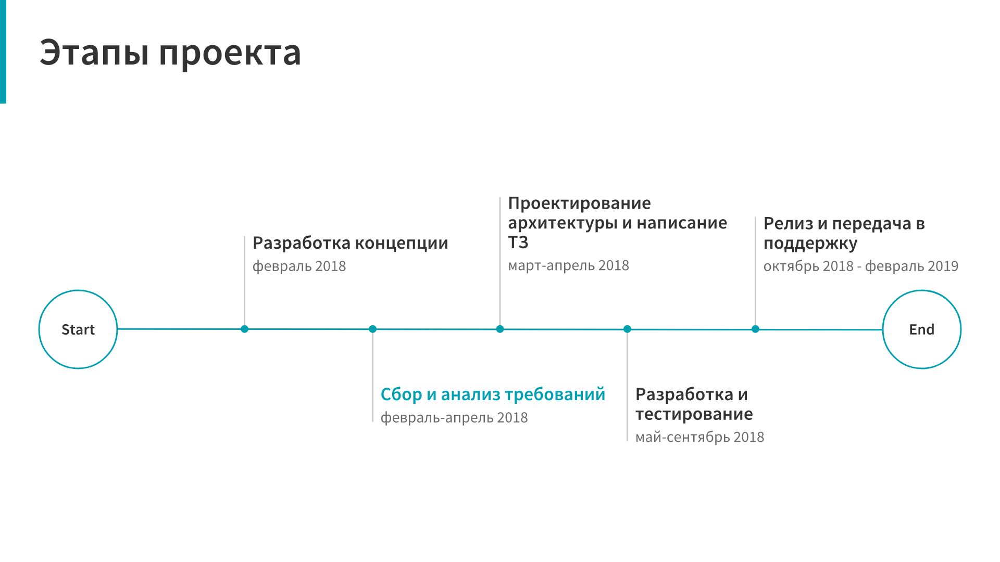 Этапы проекта
Start
Разработка концепции
февраль 2018
Сбор и анализ требований
февраль-апрель 2018
Проектирование
архитектуры и написание
ТЗ
март-апрель 2018
Разработка и
тестирование
май-сентябрь 2018
Релиз и передача в
поддержку
октябрь 2018 - февраль 2019
End